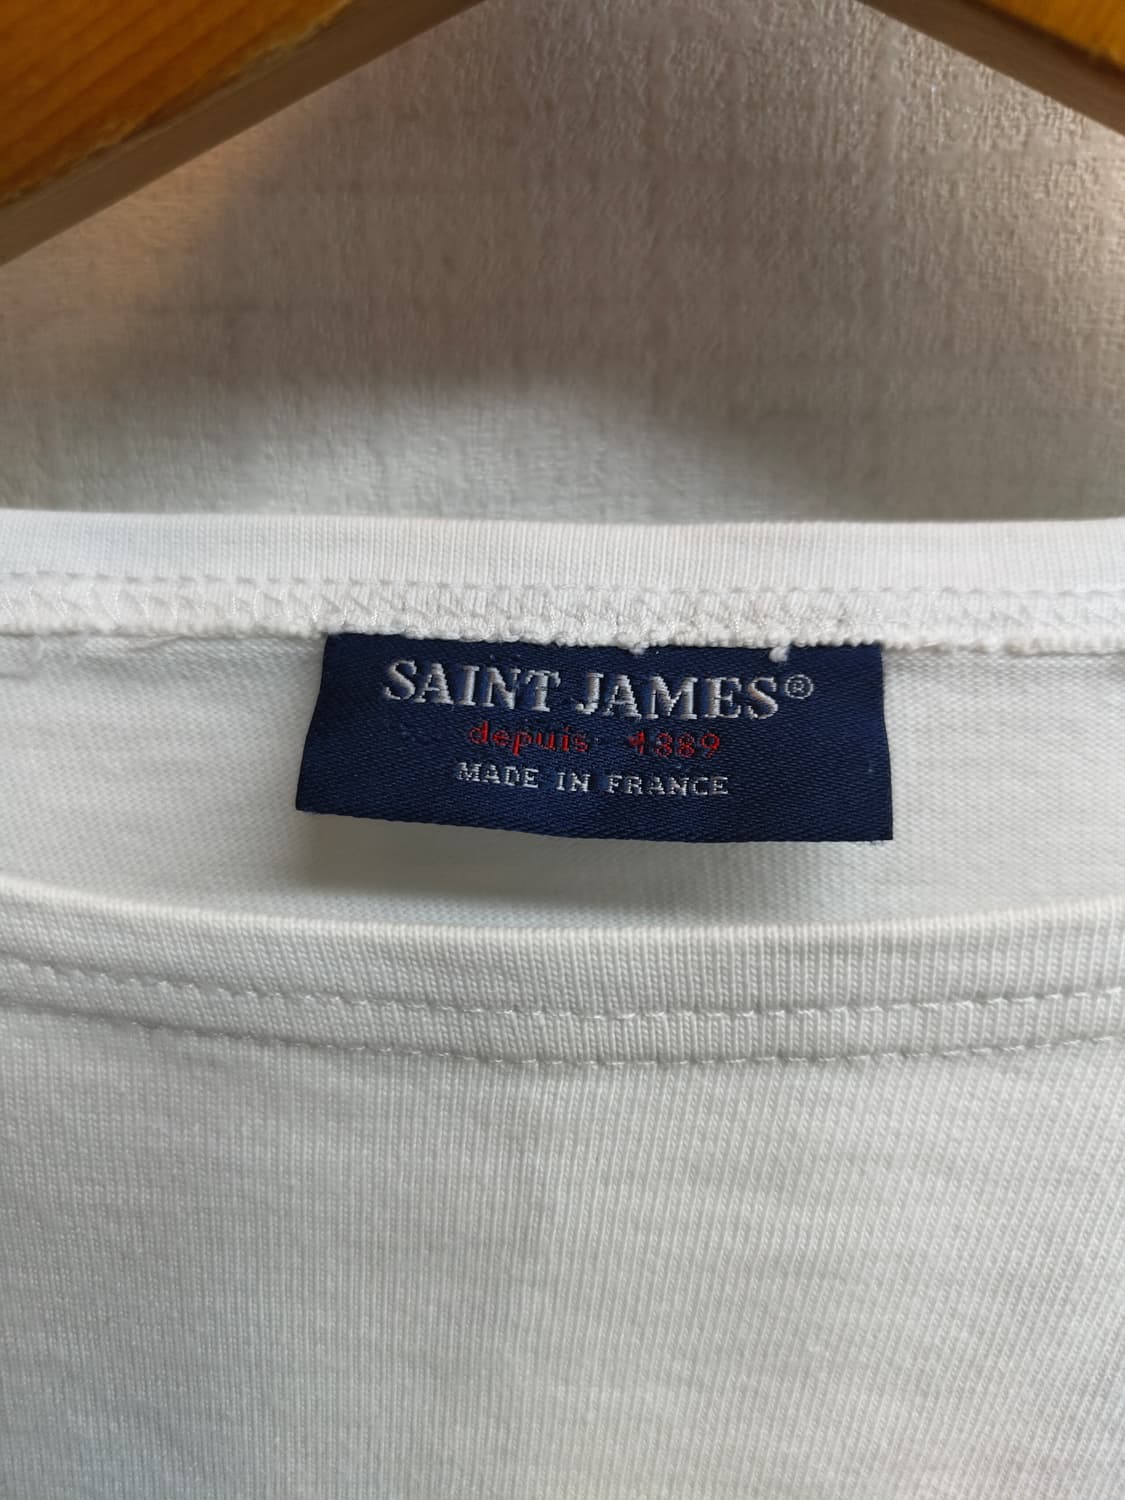 SAINT JAMES®
depuis 1889
MADE IN FRANCE